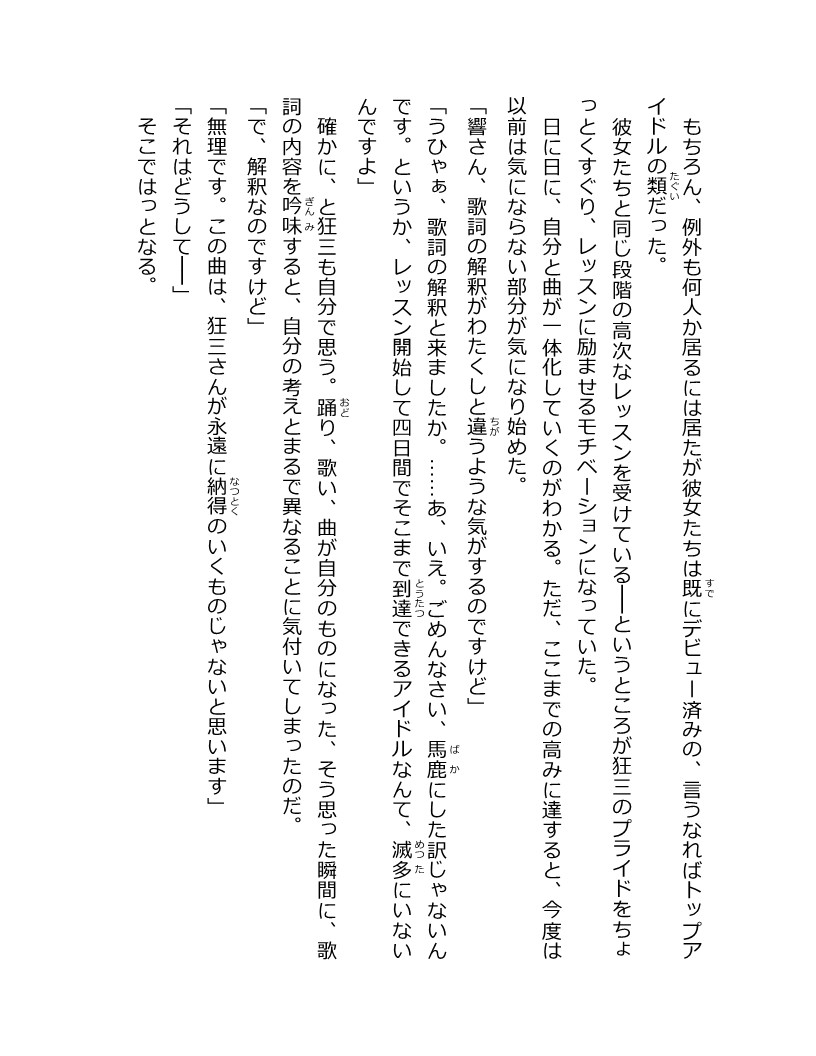 もちろん、例外も何人か居るには居たが彼女たちは既にデビュー済みの、言うなればトップア
イドルの類だった。
彼女たちと同じ段階の高次なレッスンを受けている――というところが狂三のプライドをちょ
っとくすぐり、レッスンに励ませるモチベーションになっていた。
日に日に、自分と曲が一体化していくのがわかる。ただ、ここまでの高みに達すると、今度は
以前は気にならない部分が気になり始めた。
「響さん、歌詞の解釈がわたくしと違うような気がするのですけど」
「うひゃぁ、歌詞の解釈と来ましたか。……あ、いえ。ごめんなさい、馬鹿にした訳じゃないん
です。というか、レッスン開始して四日間でそこまで到達できるアイドルなんて、滅多にいない
んですよ」
確かに、と狂三も自分で思う。踊り、歌い、曲が自分のものになった、そう思った瞬間に、歌
詞の内容を吟味すると、自分の考えとまるで異なることに気付いてしまったのだ。
「で、解釈なのですけど」
「無理です。この曲は、狂三さんが永遠に納得のいくものじゃないと思います」
「それはどうして――」
そこではっとなる。